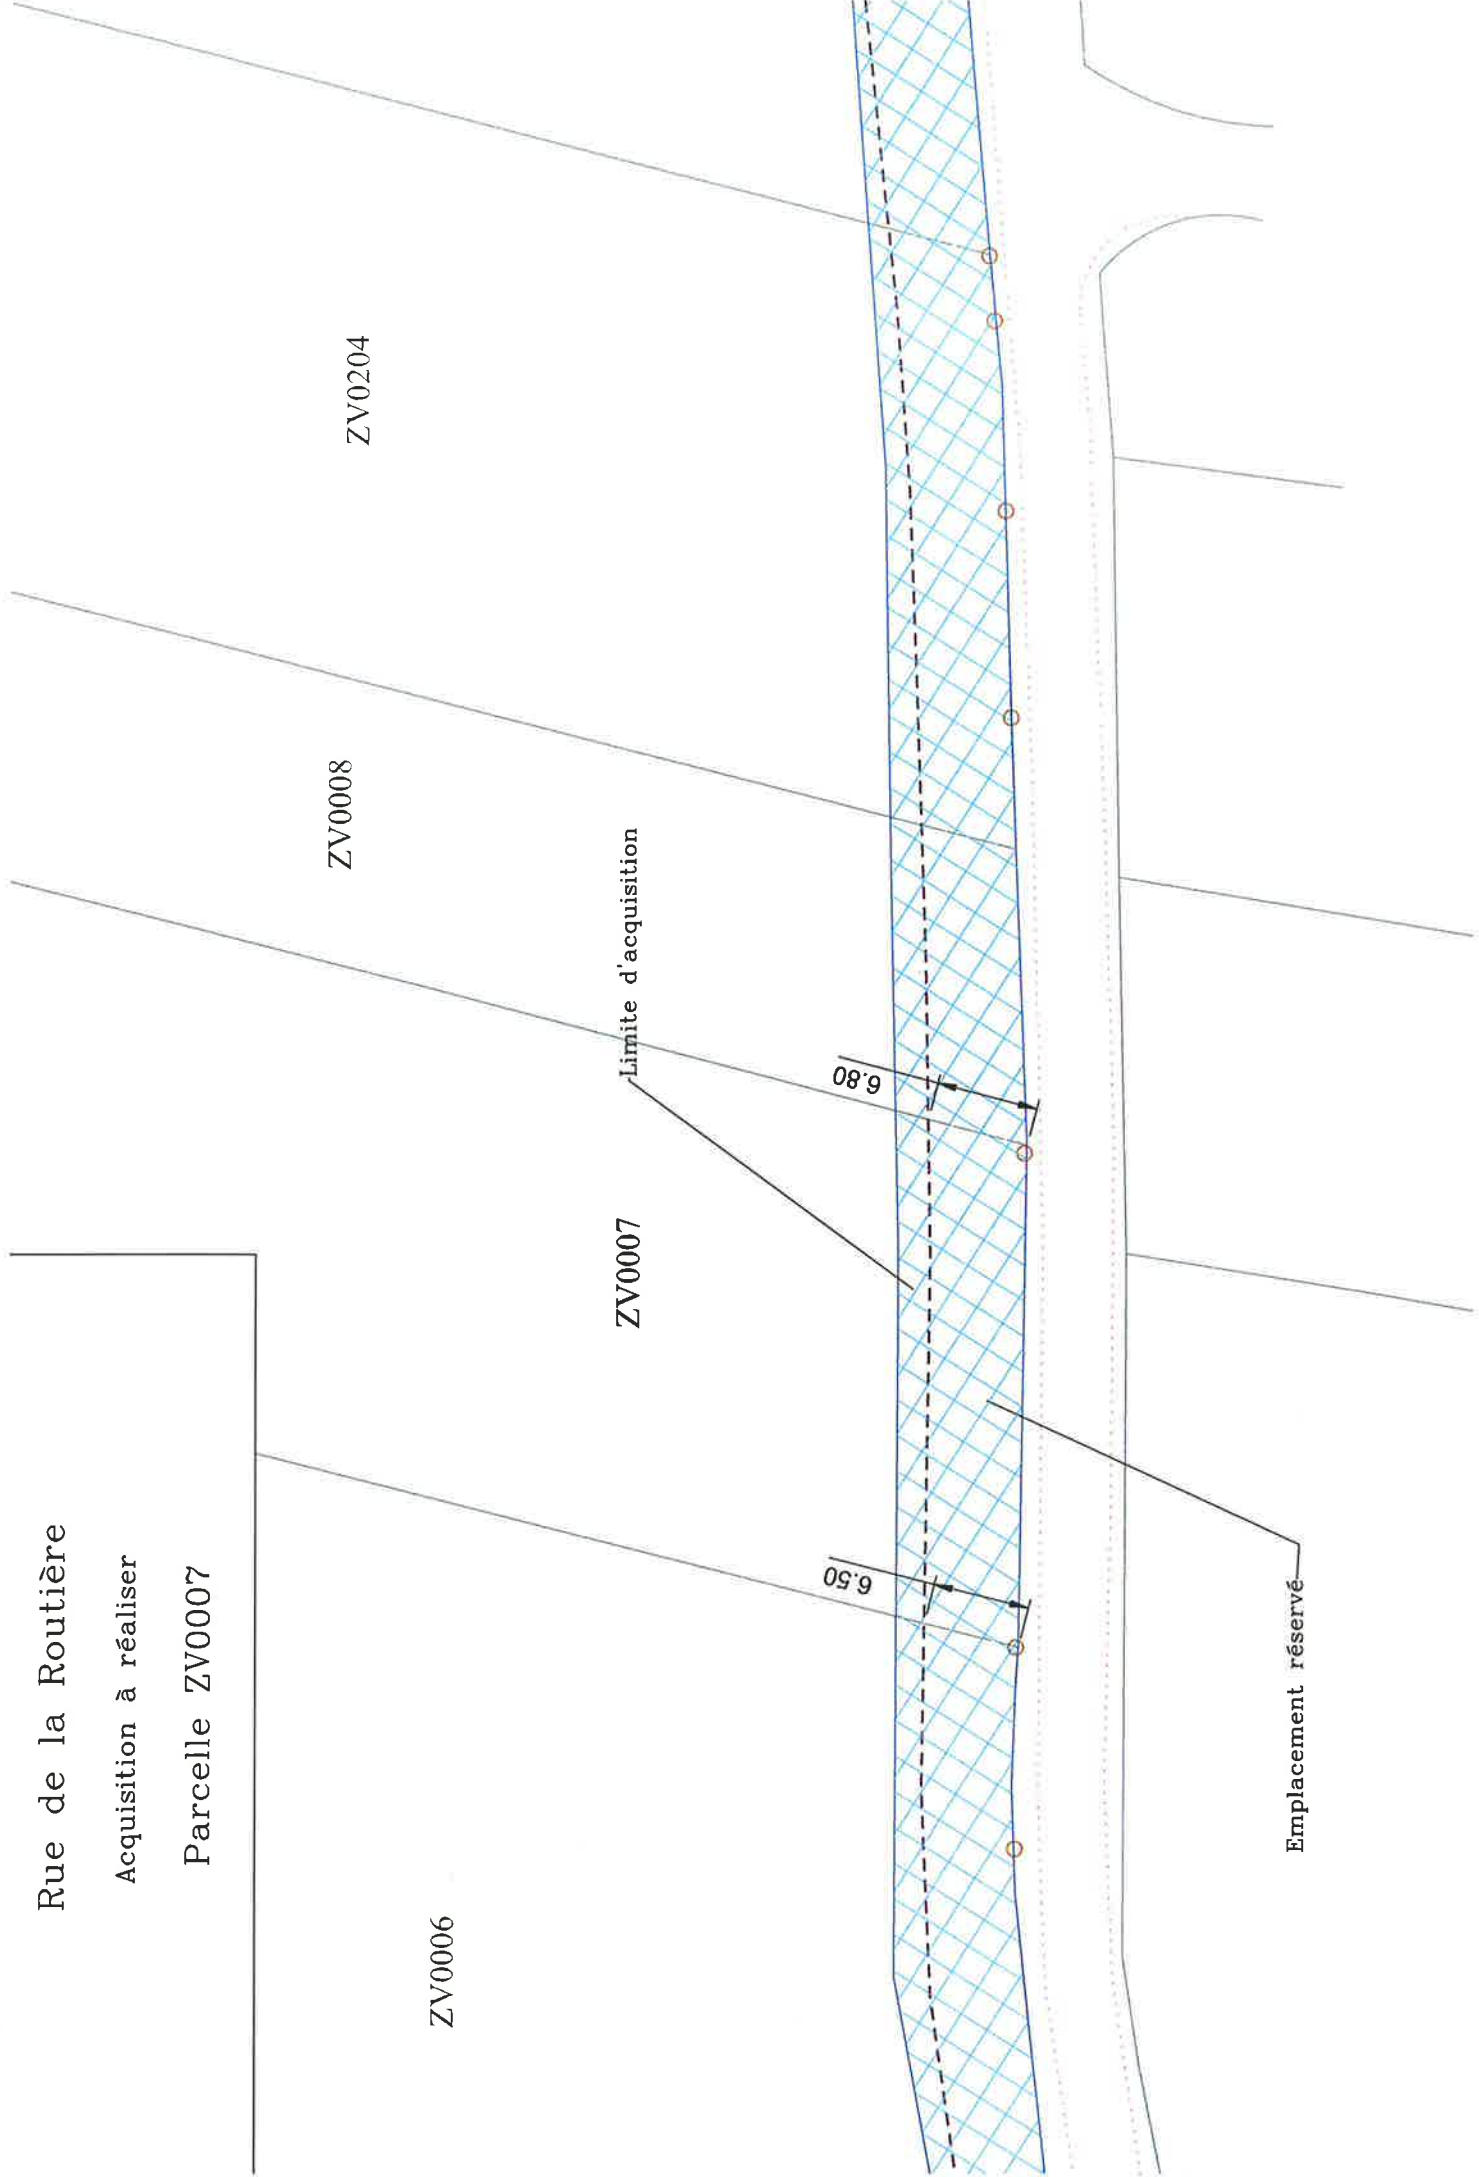 Rue de la Routière
Acquisition à réaliser
Parcelle ZV0007
ZV0006
ZV0007
ZV0008
ZV0204
Limite d'acquisition
6.50
6.80
Emplacement réservé